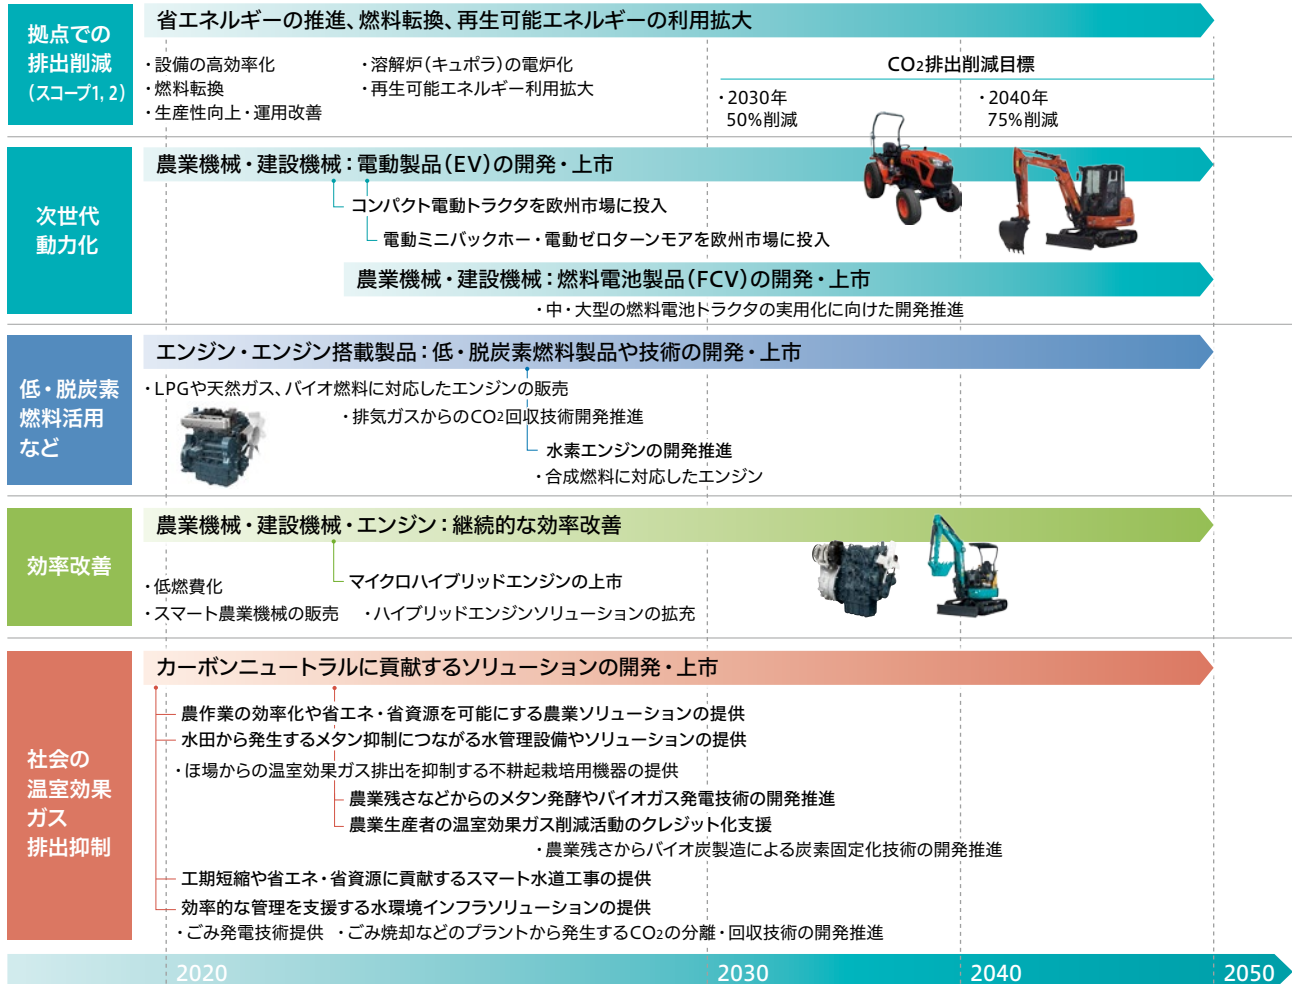 拠点での
排出削減
(スコープ1, 2)
省エネルギーの推進、燃料転換、再生可能エネルギーの利用拡大
・設備の高効率化
・燃料転換
・生産性向上・運用改善
・溶解炉(キュポラ)の電炉化
・再生可能エネルギー利用拡大
CO2排出削減目標
・2030年
50%削減
・2040年
75%削減
次世代
動力化
農業機械・建設機械：電動製品(EV)の開発・上市
コンパクト電動トラクタを欧州市場に投入
電動ミニバックホー・電動ゼロターンモアを欧州市場に投入
農業機械・建設機械：燃料電池製品(FCV)の開発・上市
・中・大型の燃料電池トラクタの実用化に向けた開発推進
低・脱炭素
燃料活用
など
エンジン・エンジン搭載製品：低・脱炭素燃料製品や技術の開発・上市
・LPGや天然ガス、バイオ燃料に対応したエンジンの販売
・排気ガスからのCO2回収技術開発推進
水素エンジンの開発推進
・合成燃料に対応したエンジン
効率改善
農業機械・建設機械・エンジン：継続的な効率改善
・低燃費化
マイクロハイブリッドエンジンの上市
・スマート農業機械の販売
・ハイブリッドエンジンソリューションの拡充
社会の
温室効果
ガス
排出抑制
カーボンニュートラルに貢献するソリューションの開発・上市
農作業の効率化や省エネ・省資源を可能にする農業ソリューションの提供
水田から発生するメタン抑制につながる水管理設備やソリューションの提供
・ほ場からの温室効果ガス排出を抑制する不耕起栽培用機器の提供
農業残さなどからのメタン発酵やバイオガス発電技術の開発推進
農業生産者の温室効果ガス削減活動のクレジット化支援
・農業残さからバイオ炭製造による炭素固定化技術の開発推進
工期短縮や省エネ・省資源に貢献するスマート水道工事の提供
効率的な管理を支援する水環境インフラソリューションの提供
・ごみ発電技術提供 ・ごみ焼却などのプラントから発生するCO2の分離・回収技術の開発推進
2020 2030 2040 2050